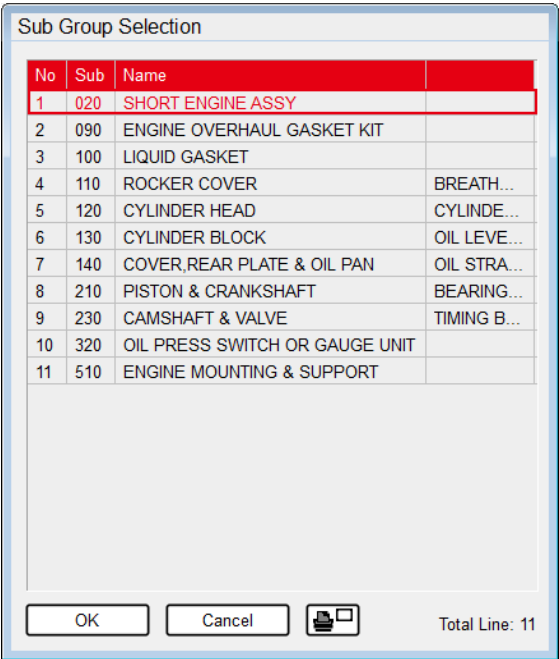 Sub Group Selection
No Sub Name
1 020 SHORT ENGINE ASSY
2 090 ENGINE OVERHAUL GASKET KIT
3 100 LIQUID GASKET
4 110 ROCKER COVER BREATH...
5 120 CYLINDER HEAD CYLINDE...
6 130 CYLINDER BLOCK OIL LEVE...
7 140 COVER,REAR PLATE & OIL PAN OIL STRA...
8 210 PISTON & CRANKSHAFT BEARING...
9 230 CAMSHAFT & VALVE TIMING B...
10 320 OIL PRESS SWITCH OR GAUGE UNIT
11 510 ENGINE MOUNTING & SUPPORT
OK Cancel Total Line: 11